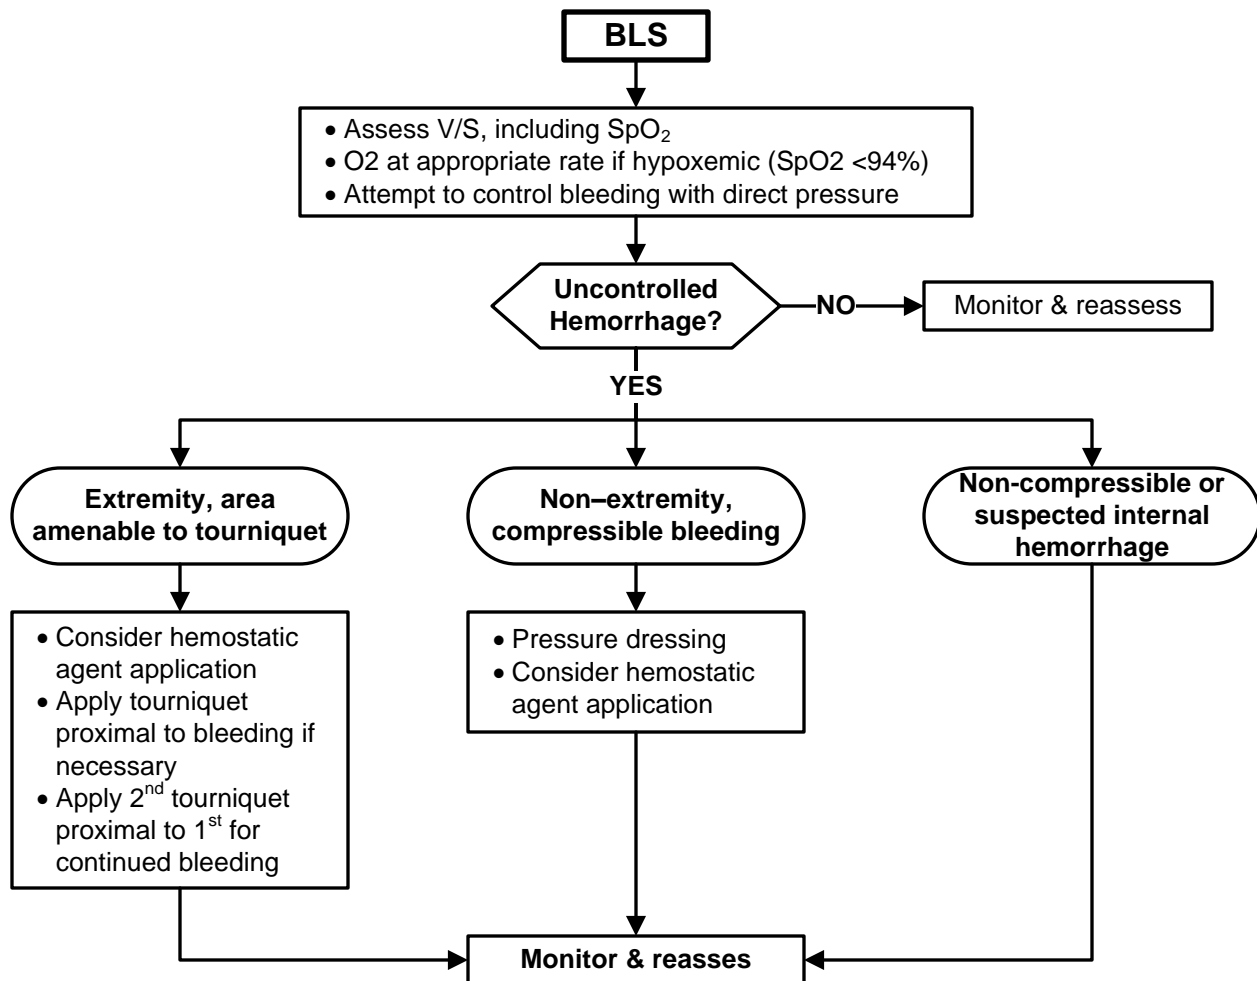 BLS
• Assess V/S, including SpO₂
• O2 at appropriate rate if hypoxemic (SpO2 <94%)
• Attempt to control bleeding with direct pressure
Uncontrolled
Hemorrhage?
NO
Monitor & reassess
YES
Extremity, area
amenable to tourniquet
Non–extremity,
compressible bleeding
Non-compressible or
suspected internal
hemorrhage
• Consider hemostatic
agent application
• Apply tourniquet
proximal to bleeding if
necessary
• Apply 2nd tourniquet
proximal to 1st for
continued bleeding
• Pressure dressing
• Consider hemostatic
agent application
Monitor & reasses